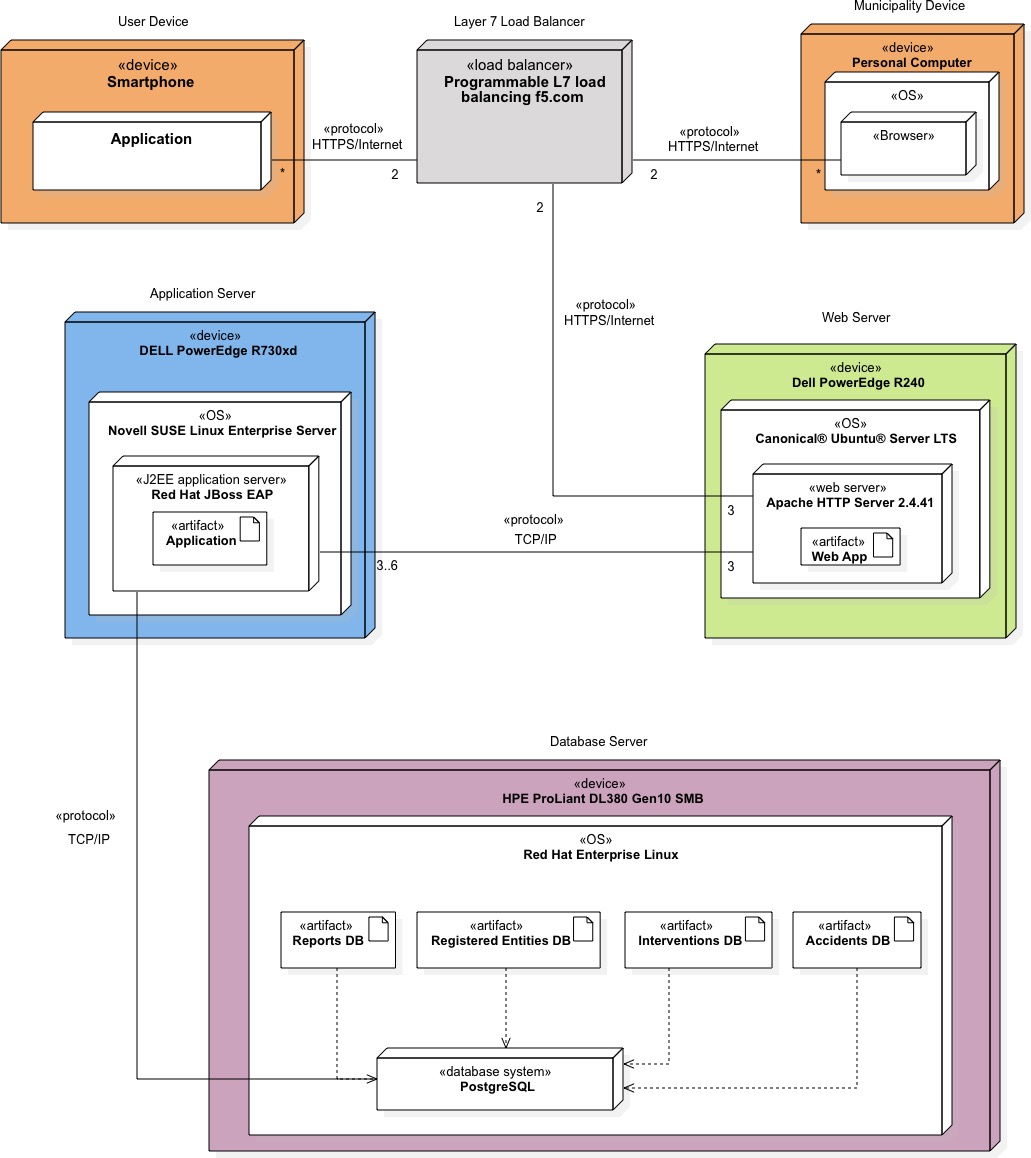 User Device
Layer 7 Load Balancer
Municipality Device
«device»
Smartphone
Application
«protocol»
HTTPS/Internet
*
2
«load balancer»
Programmable L7 load
balancing f5.com
«protocol»
HTTPS/Internet
2
*
«device»
Personal Computer
«OS»
«Browser»
2
«protocol»
HTTPS/Internet
Application Server
«device»
DELL PowerEdge R730xd
«OS»
Novell SUSE Linux Enterprise Server
«J2EE application server»
Red Hat JBoss EAP
«artifact»
Application
«protocol»
TCP/IP
3..6
3
3
Web Server
«device»
Dell PowerEdge R240
«OS»
Canonical® Ubuntu® Server LTS
«web server»
Apache HTTP Server 2.4.41
«artifact»
Web App
«protocol»
TCP/IP
Database Server
«device»
HPE ProLiant DL380 Gen10 SMB
«OS»
Red Hat Enterprise Linux
«artifact»
Reports DB
«artifact»
Registered Entities DB
«artifact»
Interventions DB
«artifact»
Accidents DB
«database system»
PostgreSQL